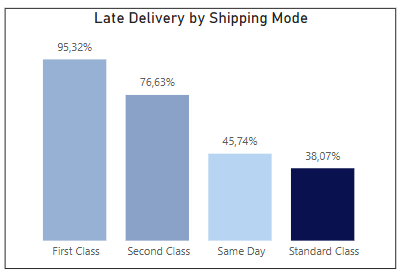 Late Delivery by Shipping Mode
95,32%
76,63%
45,74%
38,07%
First Class Second Class Same Day Standard Class